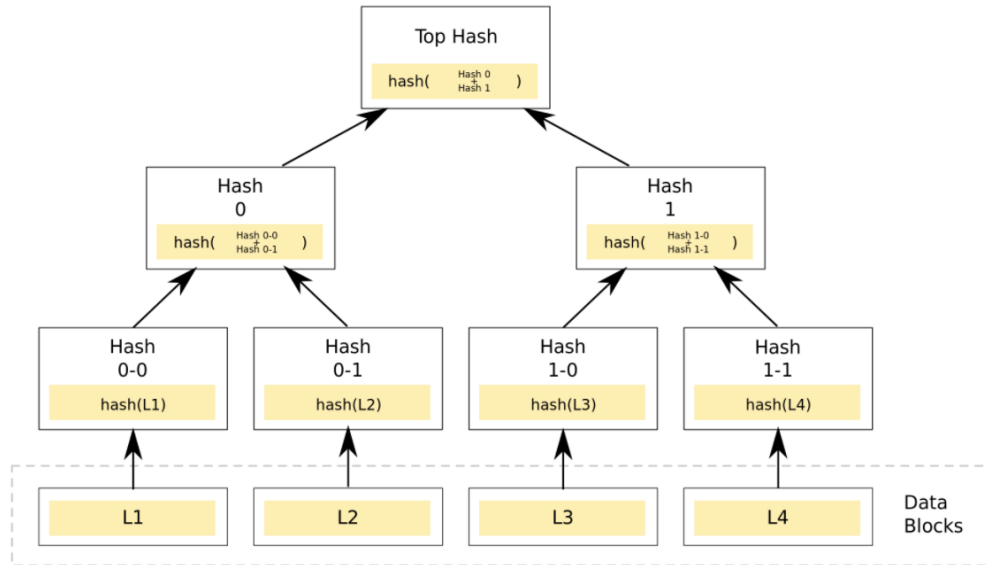 Top Hash
hash( Hash 0 + Hash 1 )
Hash
0
hash( Hash 0-0 + Hash 0-1 )
Hash
1
hash( Hash 1-0 + Hash 1-1 )
Hash
0-0
hash(L1)
Hash
0-1
hash(L2)
Hash
1-0
hash(L3)
Hash
1-1
hash(L4)
L1
L2
L3
L4
Data
Blocks